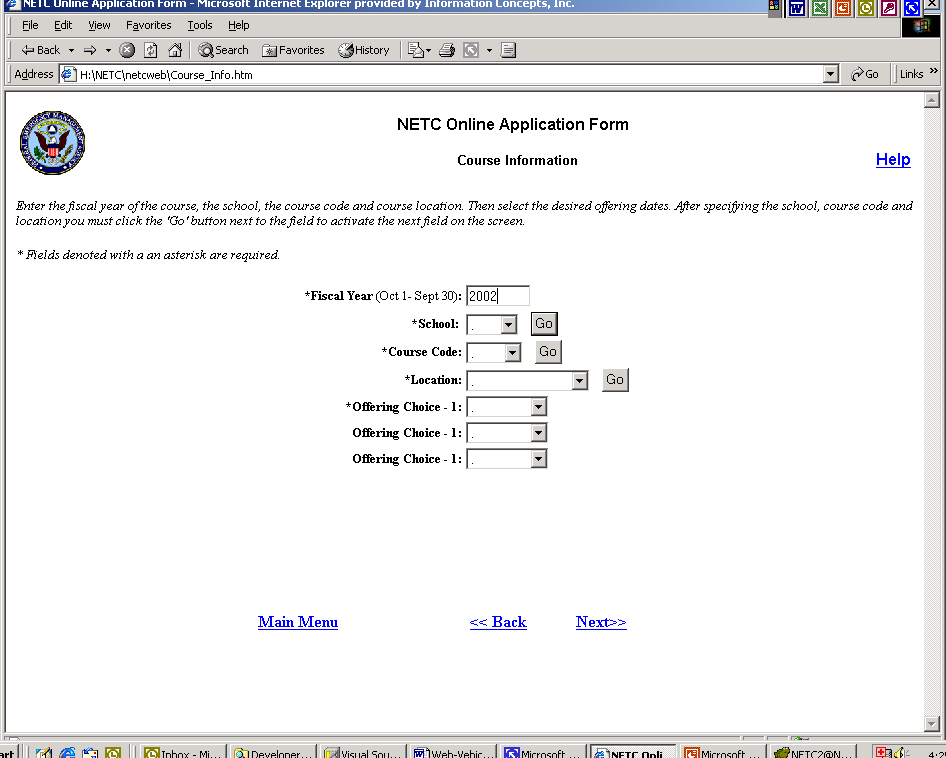 NETC Online Application Form - Microsoft Internet Explorer provided by Information Concepts, Inc.
File Edit View Favorites Tools Help
Back Search Favorites History
Address H:\NETC\netcweb\Course_Info.htm Go Links »
NETC Online Application Form
Course Information
Help
Enter the fiscal year of the course, the school, the course code and course location. Then select the desired offering dates. After specifying the school, course code and
location you must click the 'Go' button next to the field to activate the next field on the screen.
* Fields denoted with a an asterisk are required.
*Fiscal Year (Oct 1- Sept 30): 2002
*School: . Go
*Course Code: . Go
*Location: . Go
*Offering Choice - 1: .
Offering Choice - 1: .
Offering Choice - 1: .
Main Menu << Back Next>>
art Inbox - Mi... Developer... Visual Sou... Web-Vehic... Microsoft ... NETC Onli Microsoft ... NETC2@N...